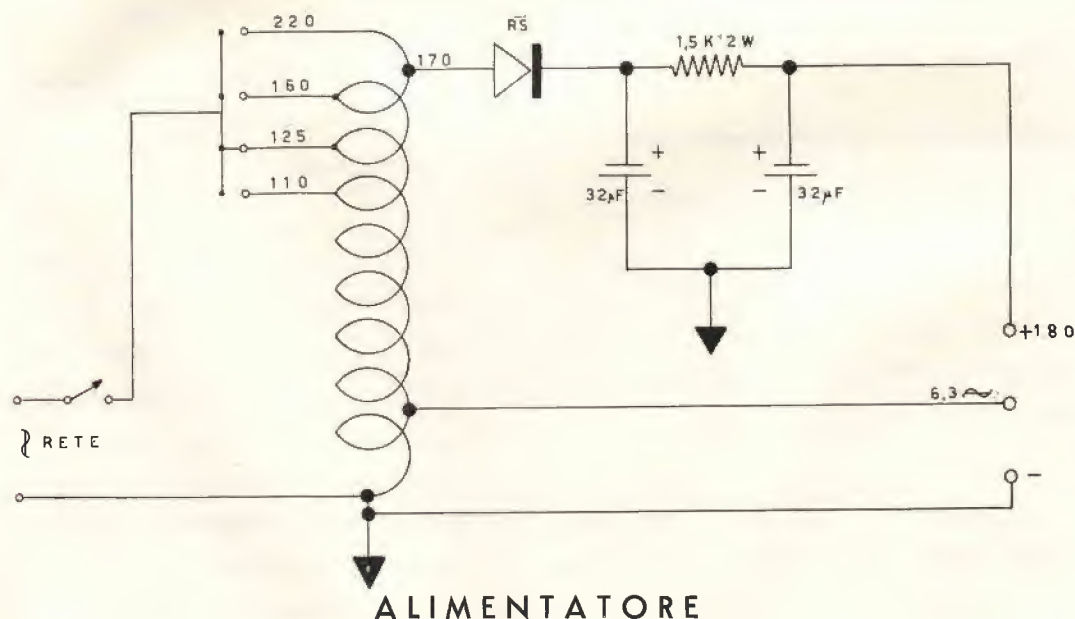 220
170
RS
1,5 K 2 W
160
125
110
+
-
32µF
+
-
32µF
+180
6,3
RETE
-
ALIMENTATORE